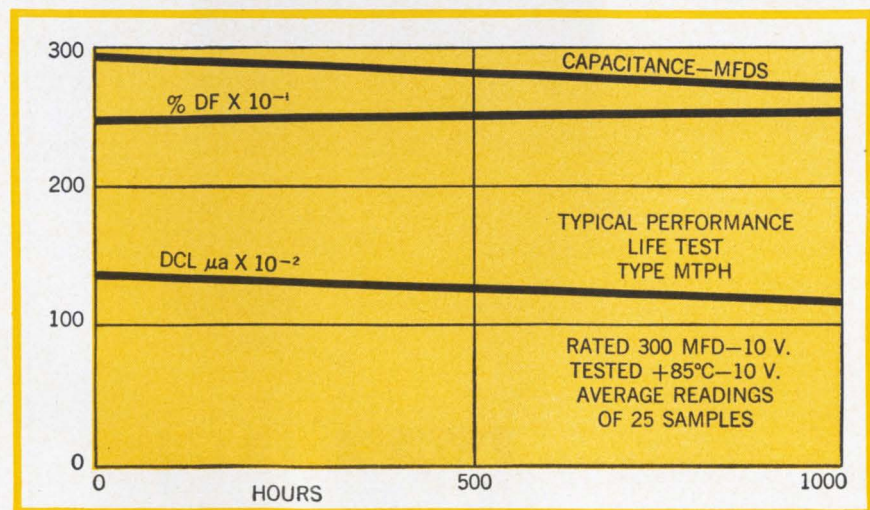 300
CAPACITANCE—MFDS
% DF X 10⁻¹
200
TYPICAL PERFORMANCE
LIFE TEST
TYPE MTPH
DCL μa X 10⁻²
100
RATED 300 MFD—10 V.
TESTED +85°C—10 V.
AVERAGE READINGS
OF 25 SAMPLES
0
0 HOURS 500 1000